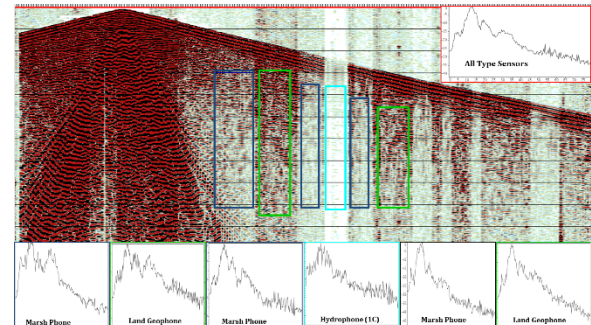 All Type Sensors
Marsh Phone
Land Geophone
Marsh Phone
Hydrophone (1C)
Marsh Phone
Land Geophone